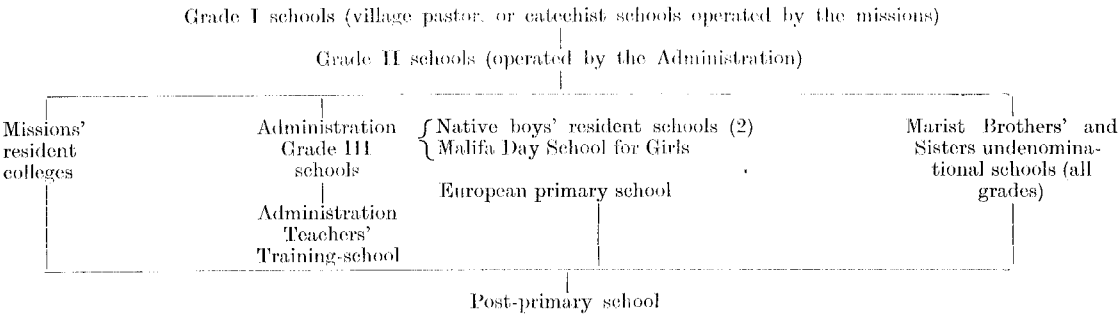 Grade I schools (village pastor, or catechist schools operated by the missions)
Grade II schools (operated by the Administration)
Missions'
resident
colleges
Administration
Grade III
schools
Native boys' resident schools (2)
Malifa Day School for Girls
European primary school
Administration
Teachers'
Training-school
Marist Brothers' and
Sisters undenomina-
tional schools (all
grades)
Post-primary school